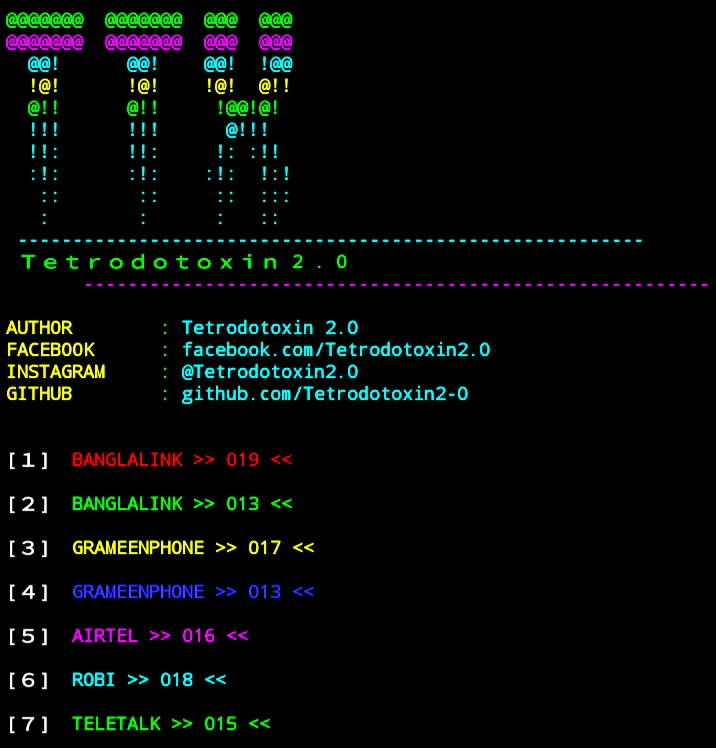 @@@@@@@  @@@@@@@  @@@  @@@
@@@@@@@  @@@@@@@  @@@  @@@
  @@!      @@!    @@!  !@@
  !@!      !@!    !@!  @!!
  @!!      @!!     !@@!@!
  !!!      !!!      @!!!
  !!:      !!:     !: :!!
  :!:      :!:    :!:  !:!
   ::       ::     ::  :::
   :        :      :   ::
---------------------------------------------------------
Tetrodotoxin 2.0
---------------------------------------------------------
AUTHOR        : Tetrodotoxin 2.0
FACEBOOK      : facebook.com/Tetrodotoxin2.0
INSTAGRAM     : @Tetrodotoxin2.0
GITHUB        : github.com/Tetrodotoxin2-0
[1] BANGLALINK >> 019 <<
[2] BANGLALINK >> 013 <<
[3] GRAMEENPHONE >> 017 <<
[4] GRAMEENPHONE >> 013 <<
[5] AIRTEL >> 016 <<
[6] ROBI >> 018 <<
[7] TELETALK >> 015 <<